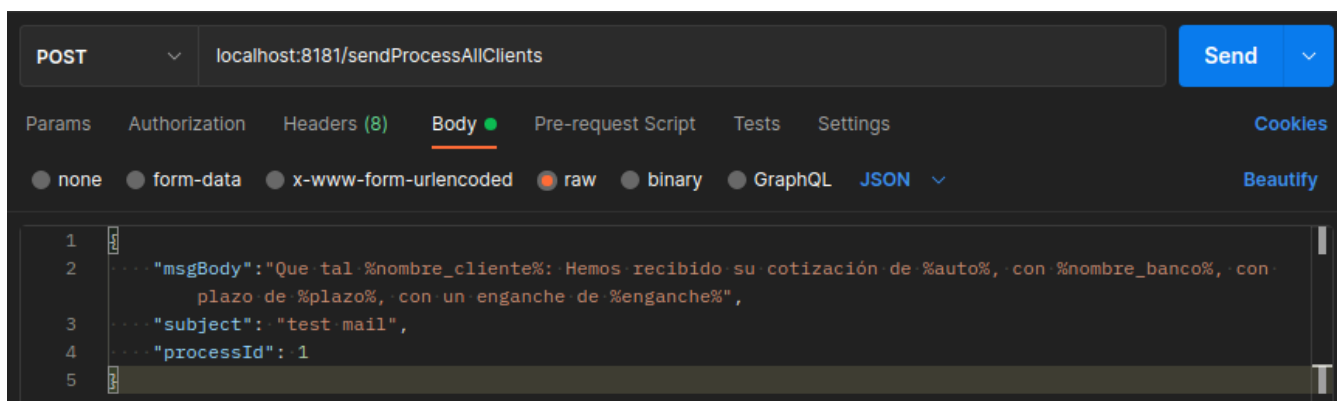 POST localhost:8181/sendProcessAllClients Send
Params Authorization Headers (8) Body Pre-request Script Tests Settings Cookies
none form-data x-www-form-urlencoded raw binary GraphQL JSON Beautify
1 {
2 ····"msgBody":"Que·tal·%nombre_cliente%:·Hemos·recibido·su·cotización·de·%auto%,·con·%nombre_banco%,·con·
plazo·de·%plazo%,·con·un·enganche·de·%enganche%",
3 ····"subject":·"test·mail",
4 ····"processId":·1
5 }